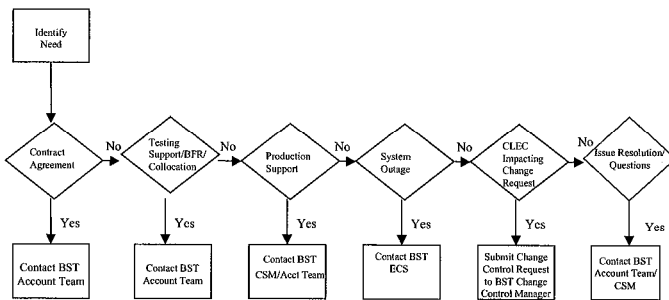 Identify
Need
Contract
Agreement
No
Testing
Support/BFR/
Collocation
No
Production
Support
No
System
Outage
No
CLEC
Impacting
Change
Request
No
Issue Resolution/
Questions
Yes
Yes
Yes
Yes
Yes
Yes
Contact BST
Account Team
Contact BST
Account Team
Contact BST
CSM/Acct Team
Contact BST
ECS
Submit Change
Control Request
to BST Change
Control Manager
Contact BST
Account Team/
CSM